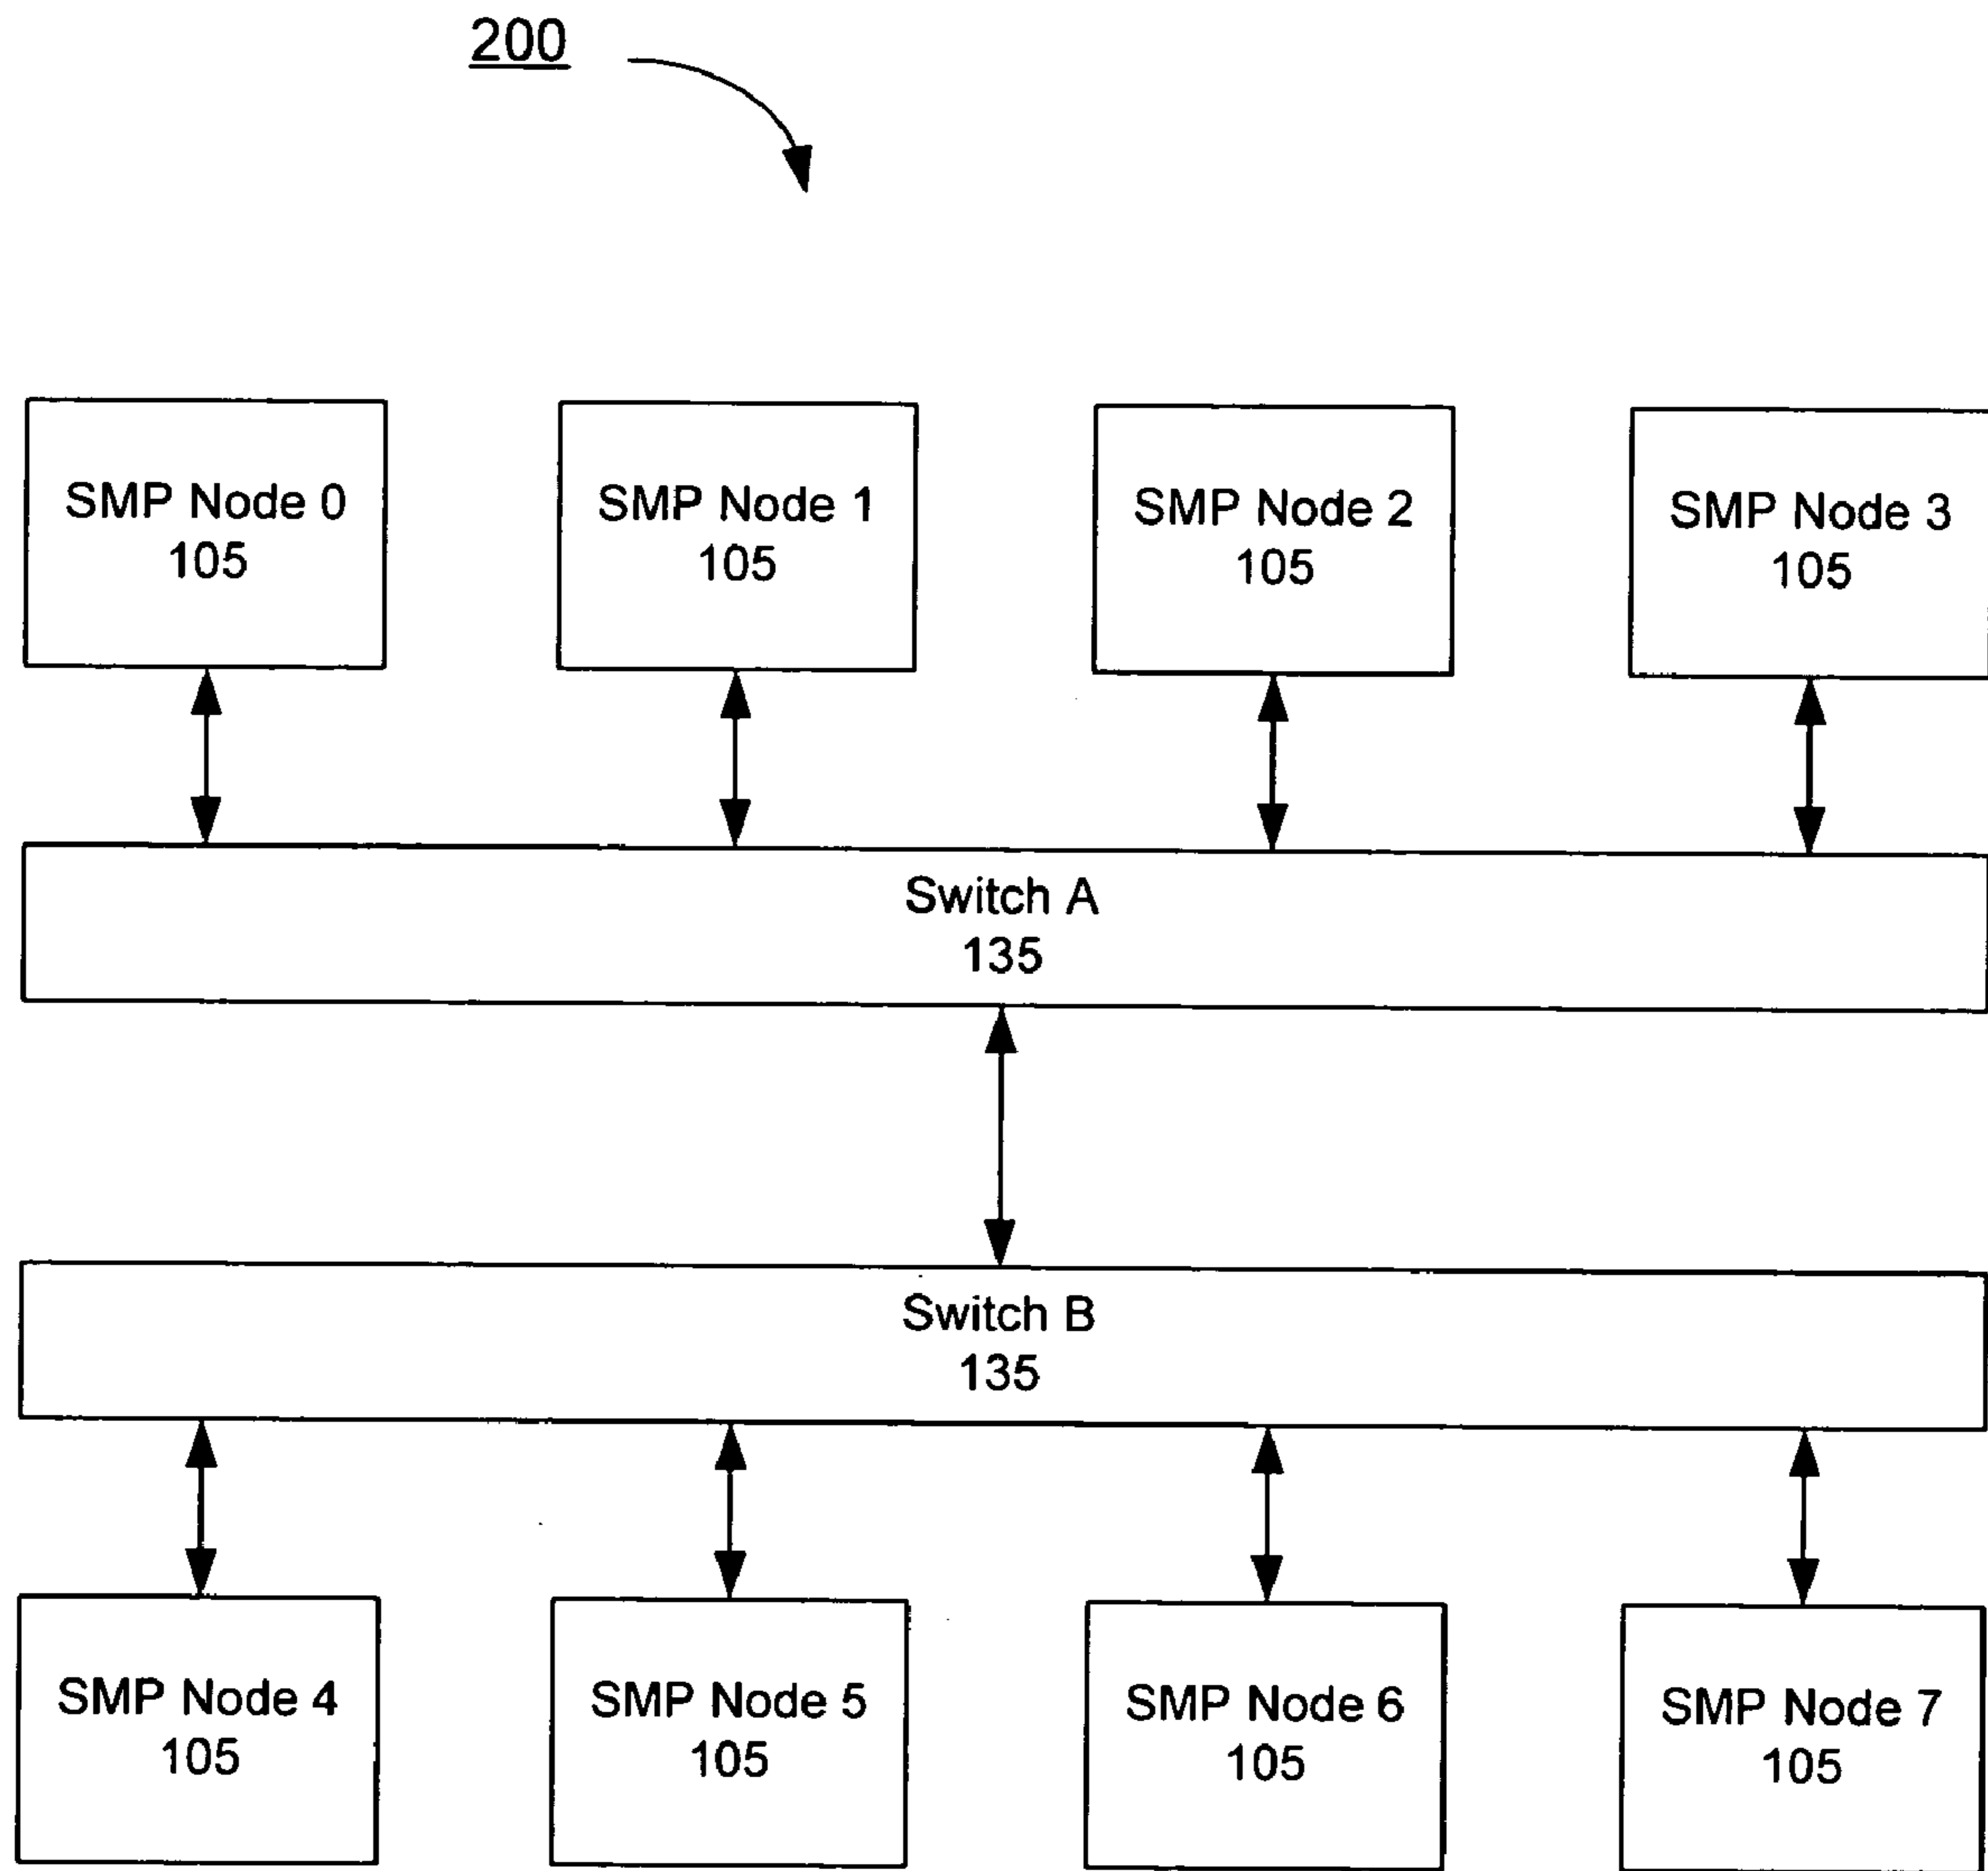 200
SMP Node 0
105
SMP Node 1
105
SMP Node 2
105
SMP Node 3
105
Switch A
135
Switch B
135
SMP Node 4
105
SMP Node 5
105
SMP Node 6
105
SMP Node 7
105